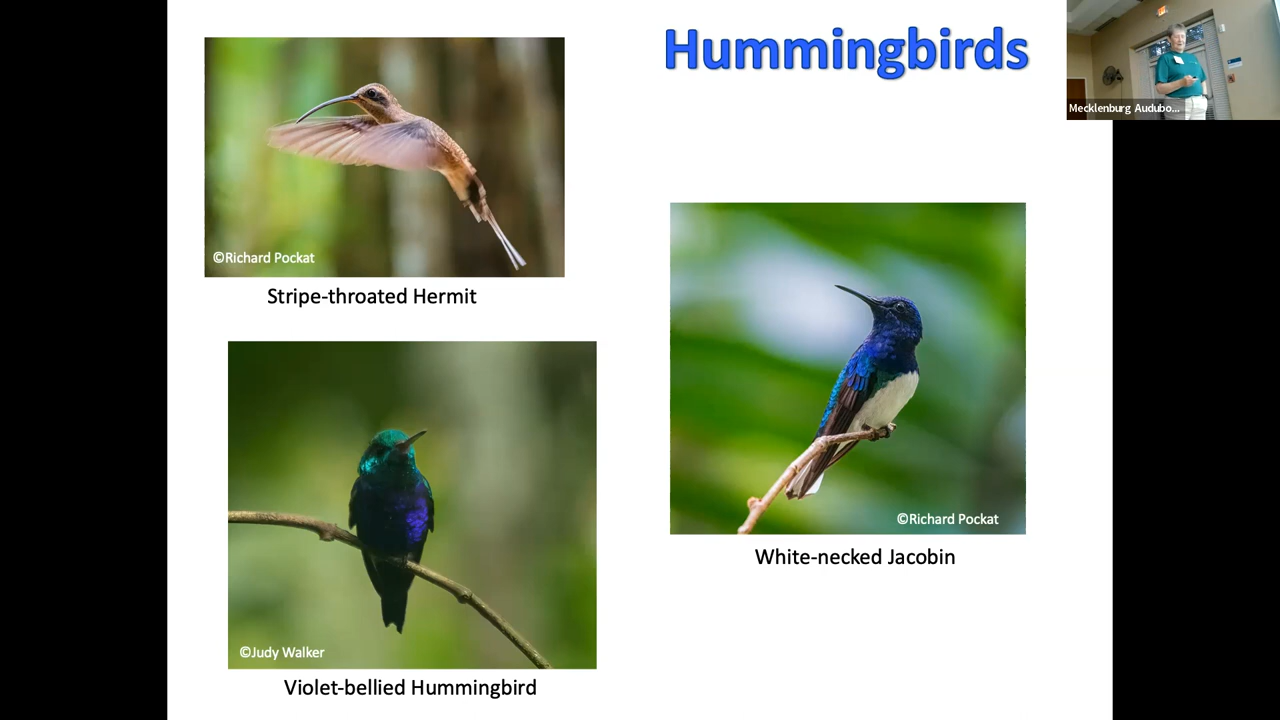 Hummingbirds
Mecklenburg Audubo...
©Richard Pockat
Stripe-throated Hermit
©Richard Pockat
White-necked Jacobin
©Judy Walker
Violet-bellied Hummingbird